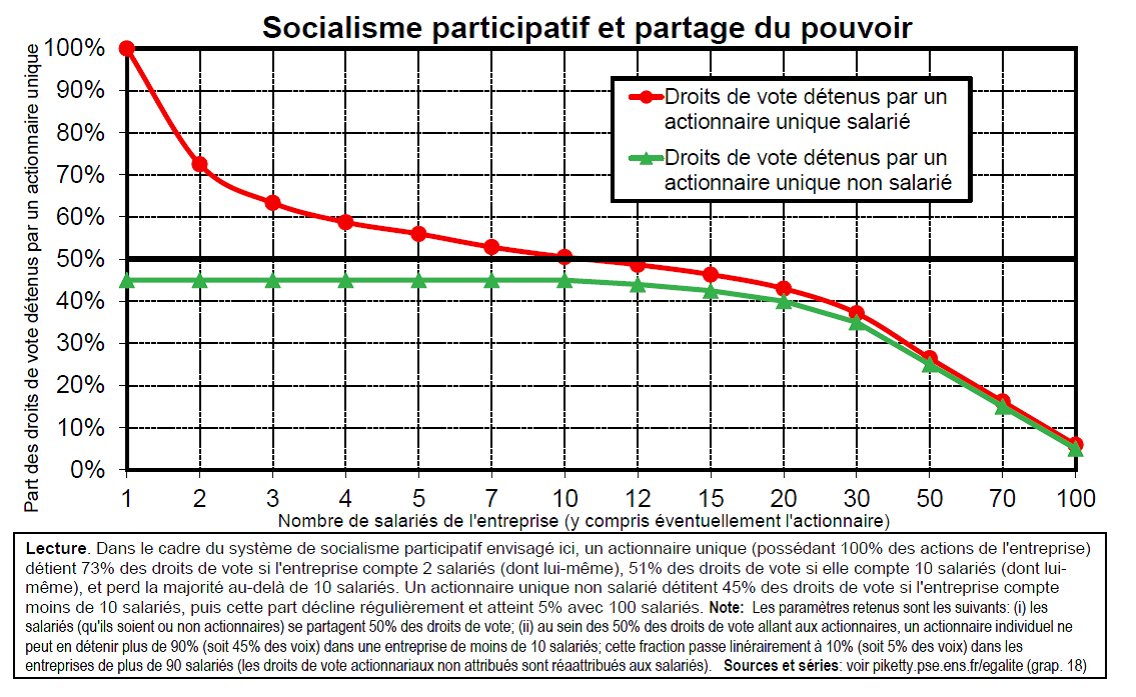 Socialisme participatif et partage du pouvoir
Part des droits de vote détenus par un actionnaire unique
100%
90%
80%
70%
60%
50%
40%
30%
20%
10%
0%
Droits de vote détenus par un
actionnaire unique salarié
Droits de vote détenus par un
actionnaire unique non salarié
1 2 3 4 5 7 10 12 15 20 30 50 70 100
Nombre de salariés de l'entreprise (y compris éventuellement l'actionnaire)
Lecture. Dans le cadre du système de socialisme participatif envisagé ici, un actionnaire unique (possédant 100% des actions de l'entreprise)
détient 73% des droits de vote si l'entreprise compte 2 salariés (dont lui-même), 51% des droits de vote si elle compte 10 salariés (dont lui-
même), et perd la majorité au-delà de 10 salariés. Un actionnaire unique non salarié détitent 45% des droits de vote si l'entreprise compte
moins de 10 salariés, puis cette part décline régulièrement et atteint 5% avec 100 salariés. Note: Les paramètres retenus sont les suivants: (i) les
salariés (qu'ils soient ou non actionnaires) se partagent 50% des droits de vote; (ii) au sein des 50% des droits de vote allant aux actionnaires, un actionnaire individuel ne
peut en détenir plus de 90% (soit 45% des voix) dans une entreprise de moins de 10 salariés; cette fraction passe linérairement à 10% (soit 5% des voix) dans les
entreprises de plus de 90 salariés (les droits de vote actionnariaux non attribués sont réaattribués aux salariés). Sources et séries: voir piketty.pse.ens.fr/egalite (grap. 18)